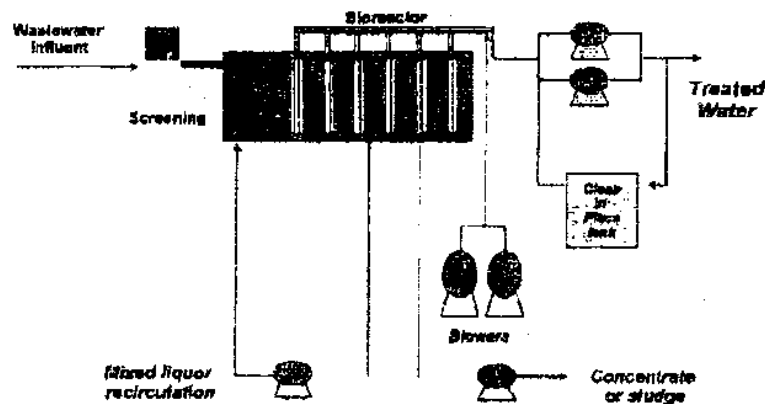 Bioreactor
Wastewater
Influent
Screening
Treated
Water
Clean
in
Place
tank
Blowers
Mixed liquor
recirculation
Concentrate
or sludge